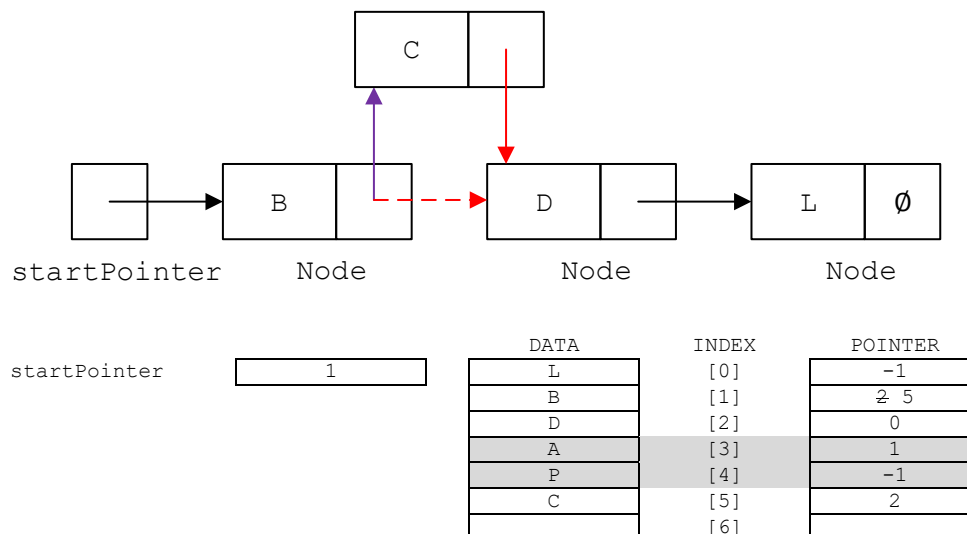 C
B D L Ø
startPointer Node Node Node
DATA INDEX POINTER
startPointer 1 L [0] -1
B [1] 2 5
D [2] 0
A [3] 1
P [4] -1
C [5] 2
[6]